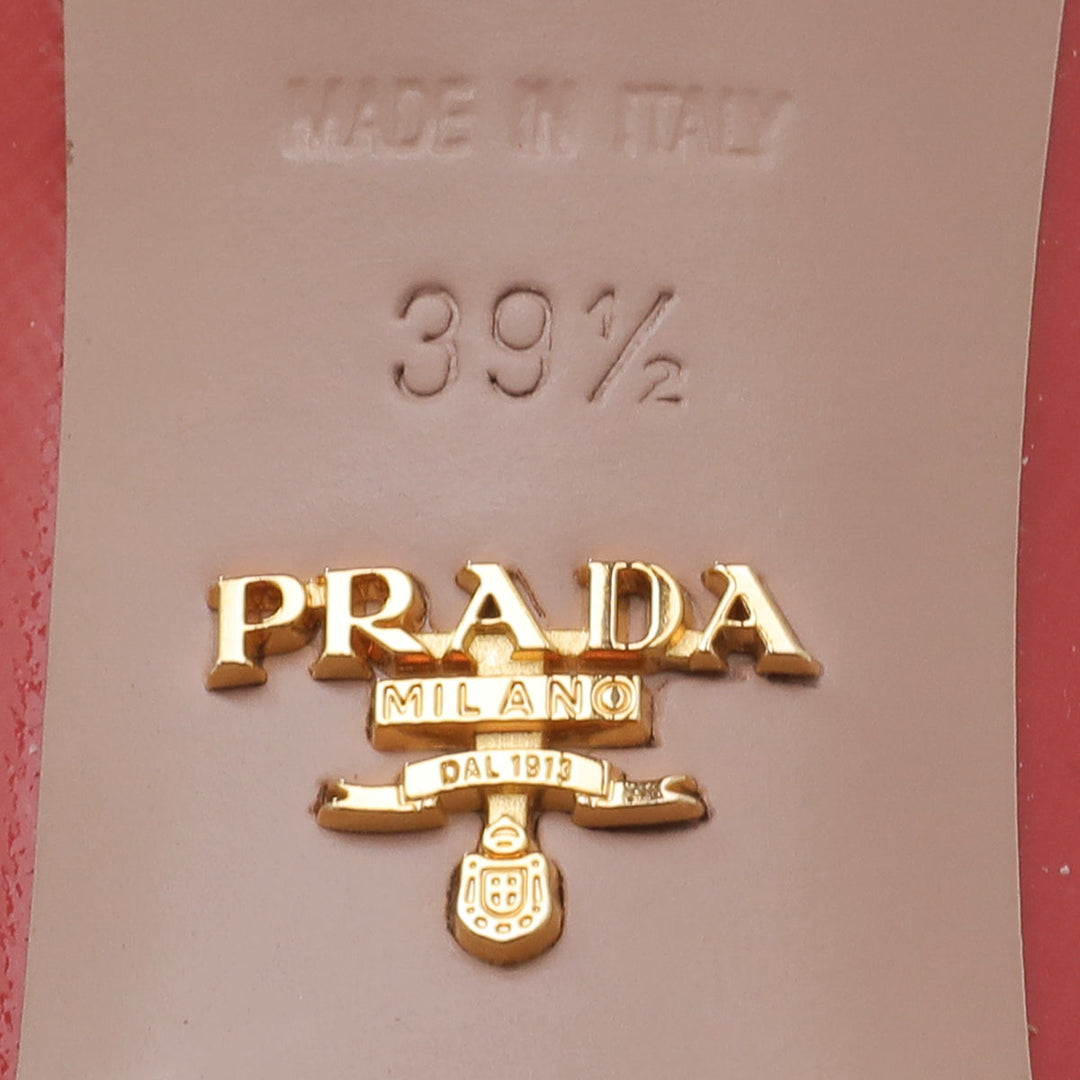 MADE IN ITALY
39½
PRADA
MILANO
DAL 1913